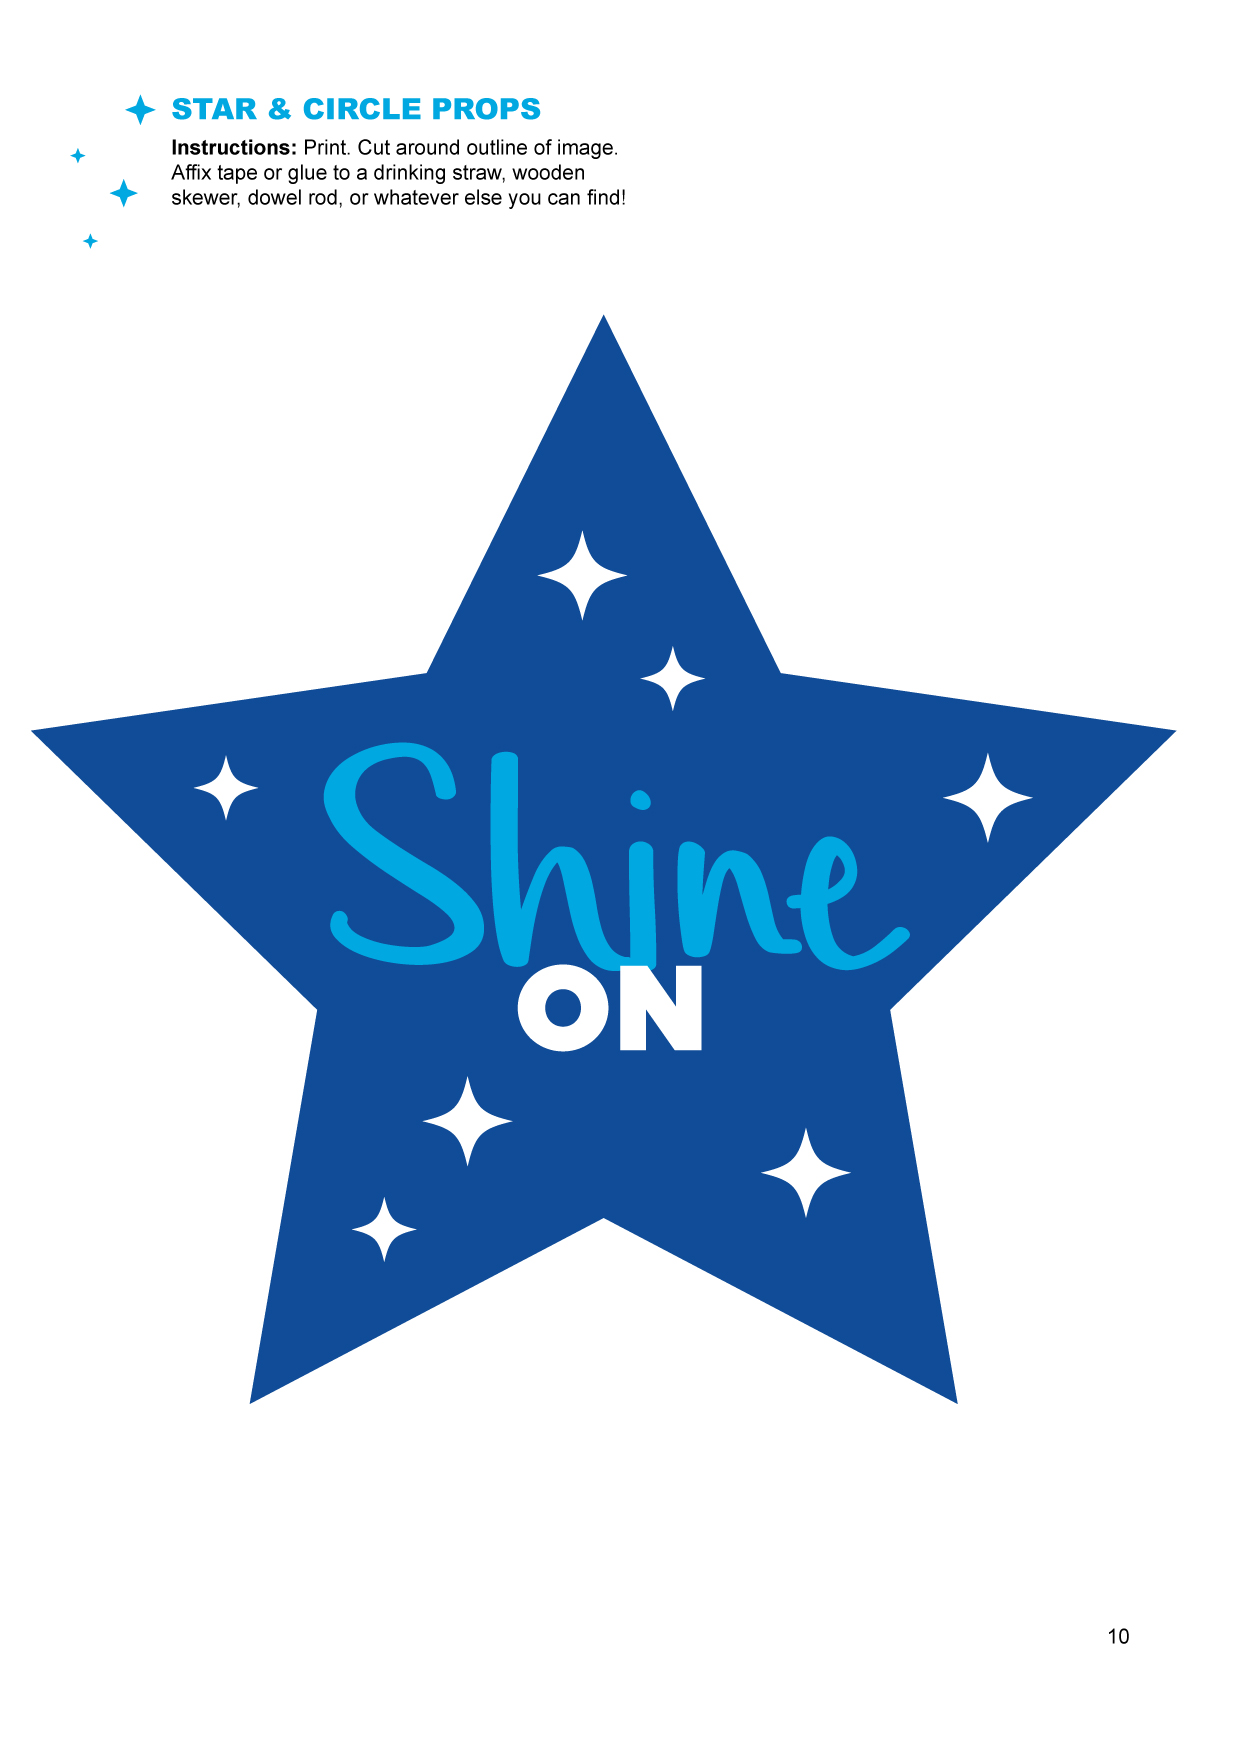 STAR & CIRCLE PROPS
Instructions: Print. Cut around outline of image.
Affix tape or glue to a drinking straw, wooden
skewer, dowel rod, or whatever else you can find!
Shine
ON
10